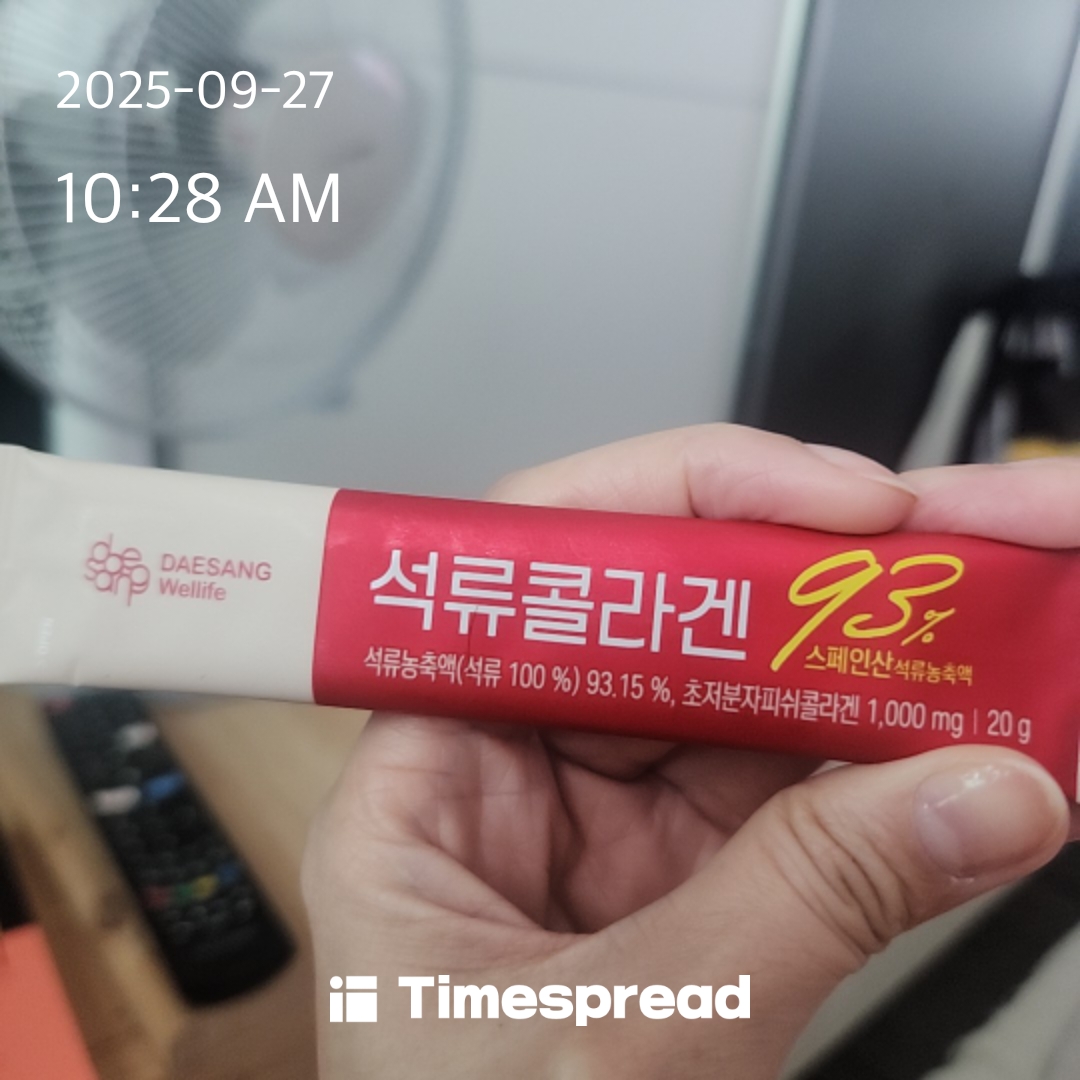 2025-09-27
10:28 AM
dae
sang
DAESANG
Wellife
석류콜라겐
93%
스페인산석류농축액
석류농축액(석류 100 %) 93.15 %, 초저분자피쉬콜라겐 1,000 mg | 20 g
Timespread